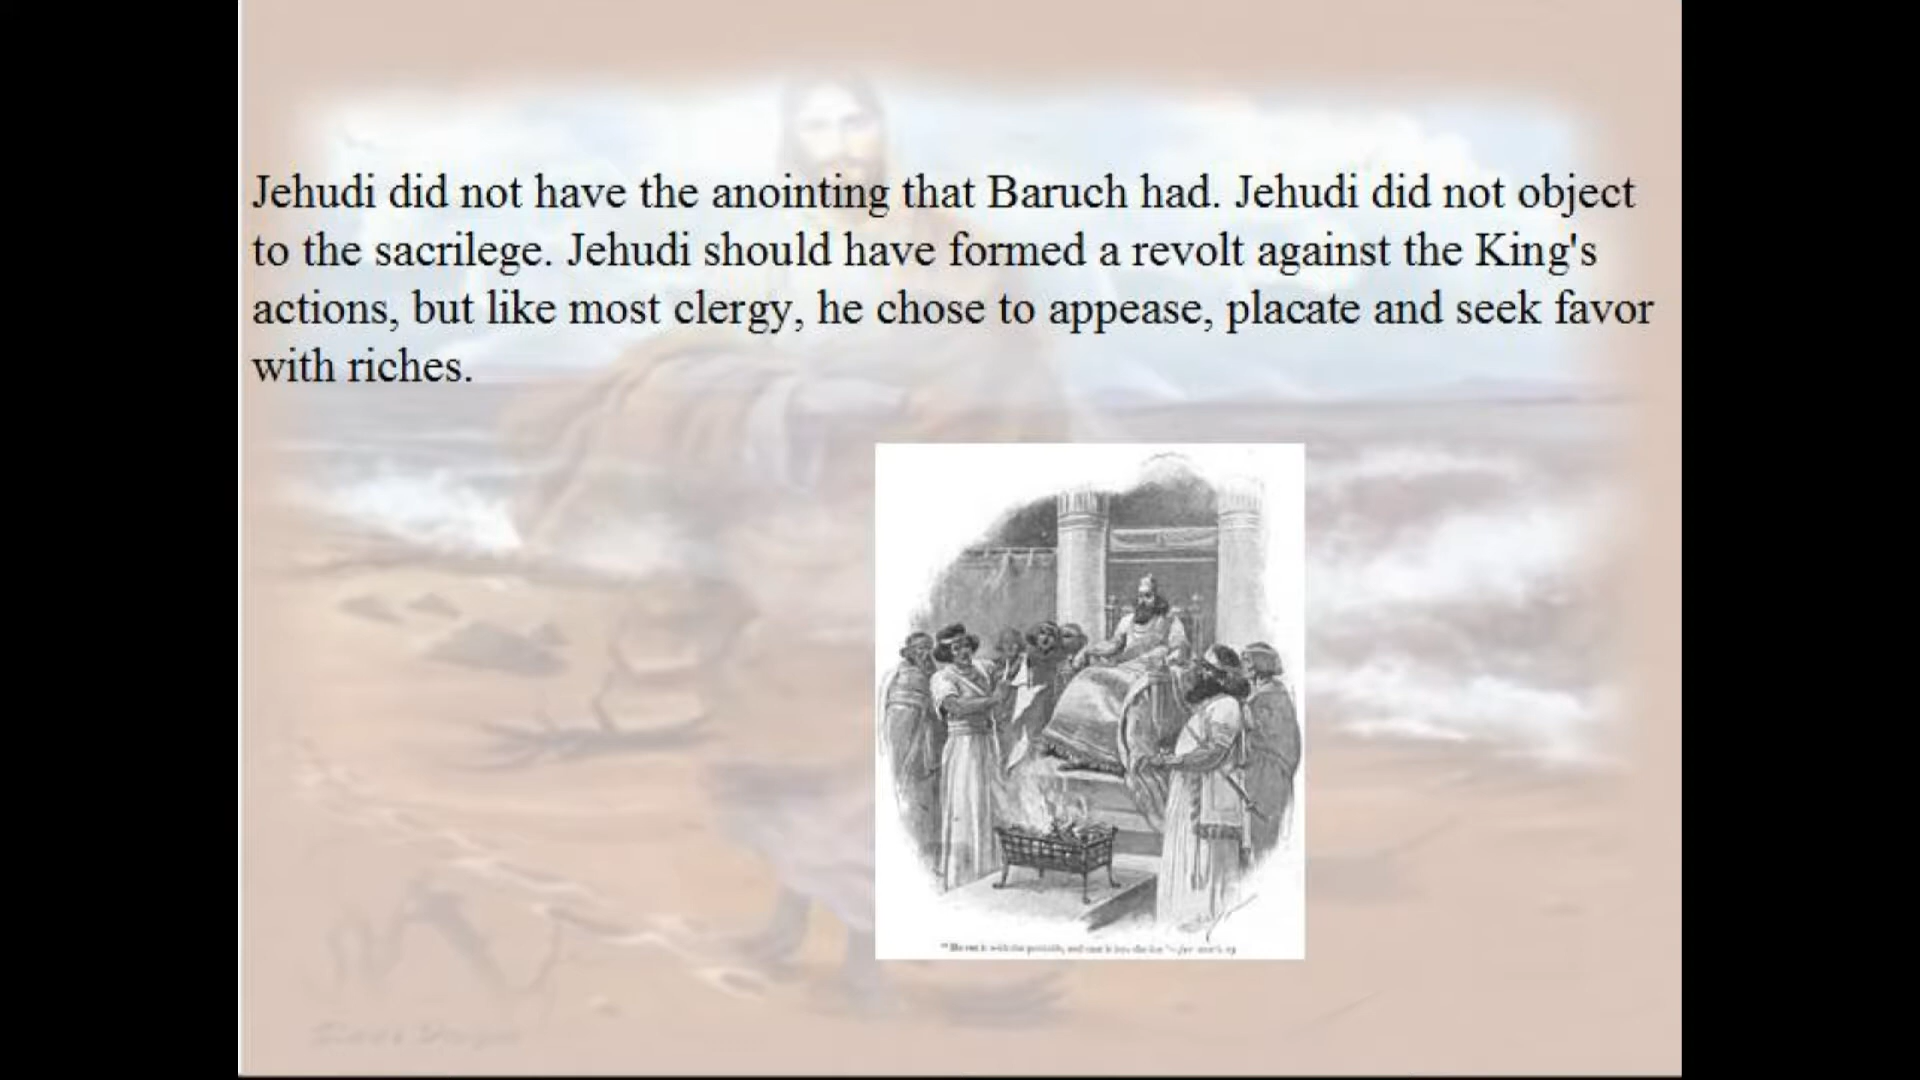 Jehudi did not have the anointing that Baruch had. Jehudi did not object
to the sacrilege. Jehudi should have formed a revolt against the King's
actions, but like most clergy, he chose to appease, placate and seek favor
with riches.